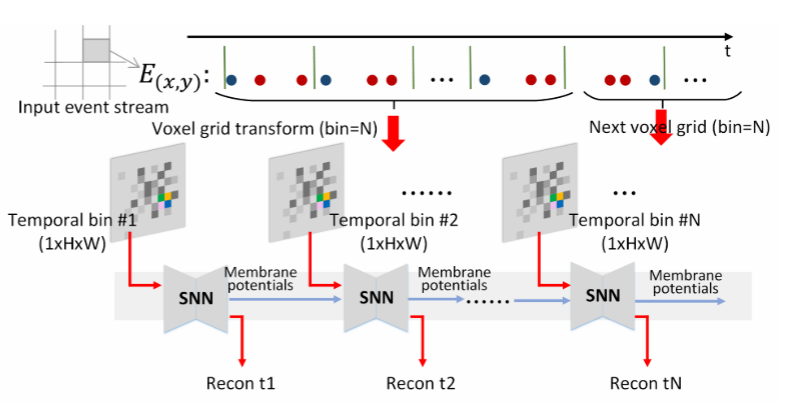 t
E(x,y):
...
...
Input event stream
Voxel grid transform (bin=N)
Next voxel grid (bin=N)
......
...
Temporal bin #1
(1xHxW)
Temporal bin #2
(1xHxW)
Temporal bin #N
(1xHxW)
SNN
Membrane
potentials
SNN
Membrane
potentials
......
SNN
Membrane
potentials
Recon t1
Recon t2
Recon tN